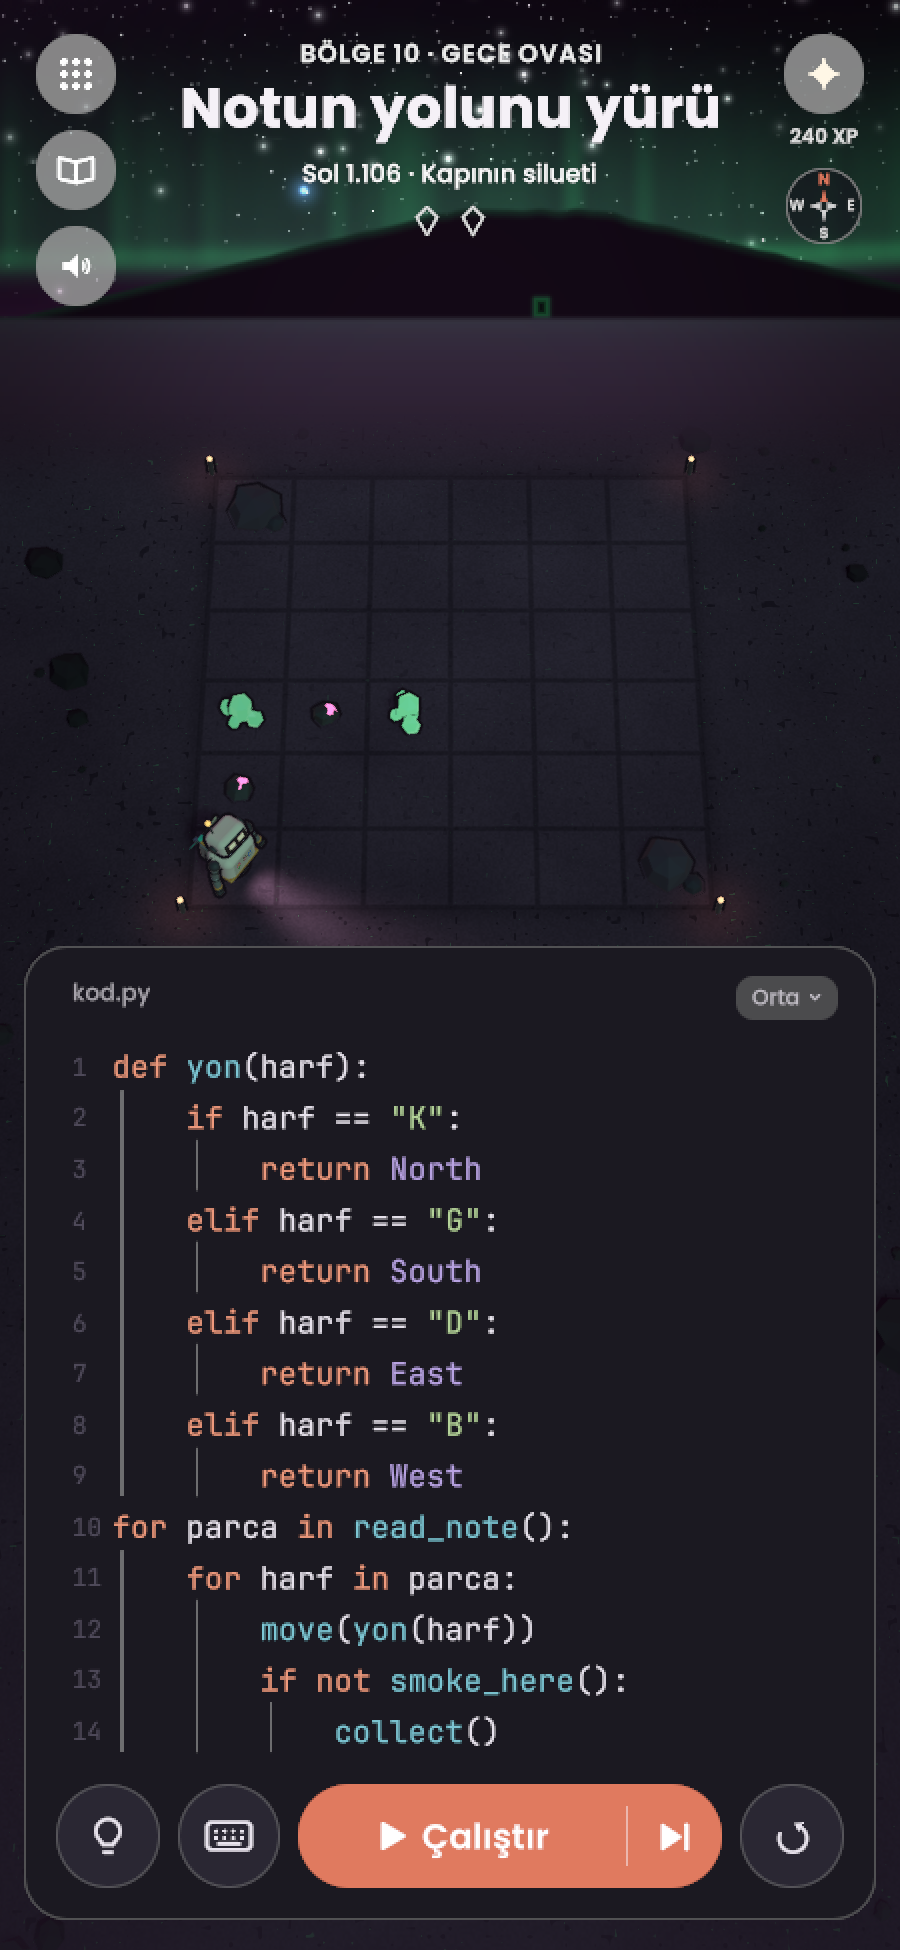 BÖLGE 10 · GECE OVASI
Notun yolunu yürü
Sol 1.106 · Kapının silueti
240 XP
N
W E
S
kod.py
Orta
1 def yon(harf):
2     if harf == "K":
3         return North
4     elif harf == "G":
5         return South
6     elif harf == "D":
7         return East
8     elif harf == "B":
9         return West
10 for parca in read_note():
11     for harf in parca:
12         move(yon(harf))
13         if not smoke_here():
14             collect()
Çalıştır